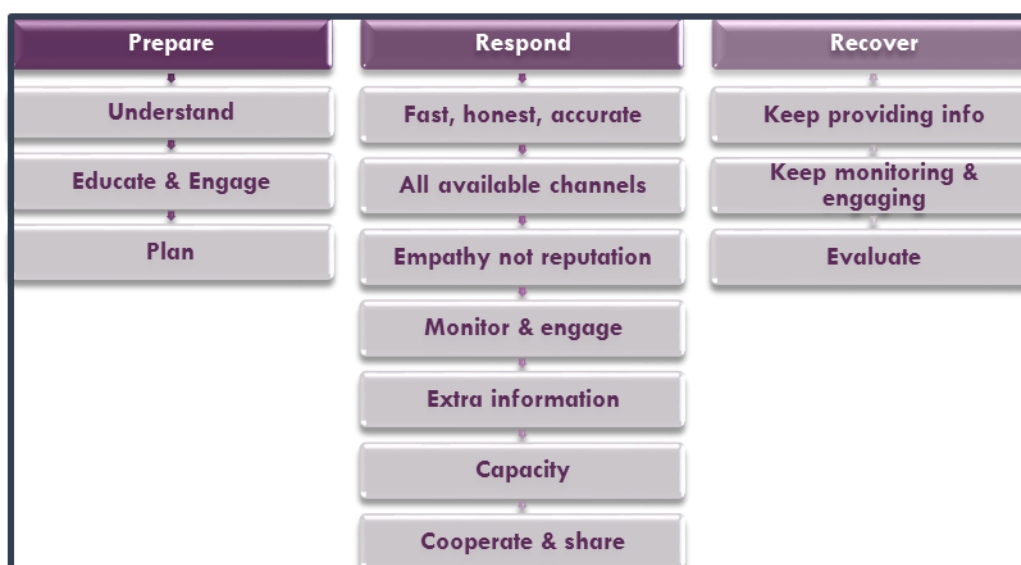 Prepare
Understand
Educate & Engage
Plan
Respond
Fast, honest, accurate
All available channels
Empathy not reputation
Monitor & engage
Extra information
Capacity
Cooperate & share
Recover
Keep providing info
Keep monitoring &
engaging
Evaluate